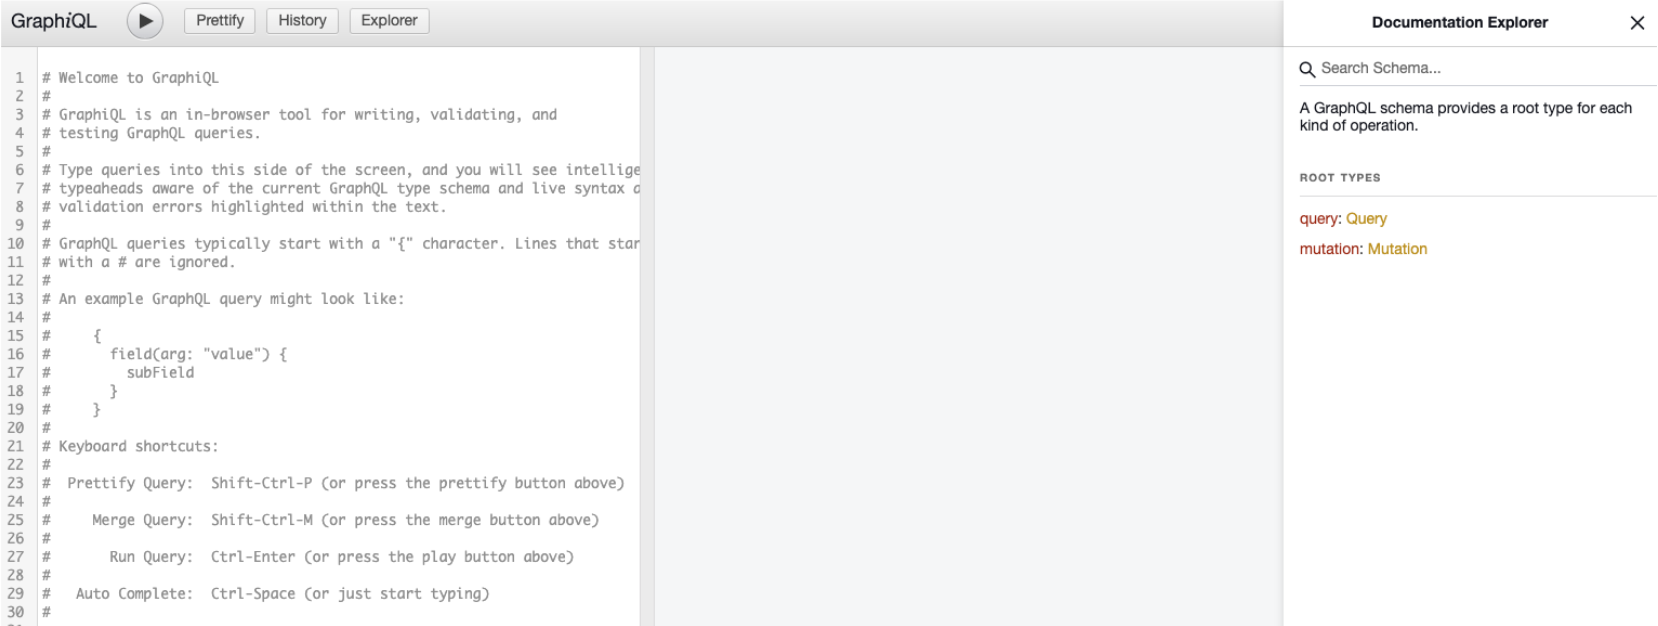 GraphiQL
Prettify
History
Explorer
1 # Welcome to GraphiQL
2 #
3 # GraphiQL is an in-browser tool for writing, validating, and
4 # testing GraphQL queries.
5 #
6 # Type queries into this side of the screen, and you will see intellige
7 # typeaheads aware of the current GraphQL type schema and live syntax a
8 # validation errors highlighted within the text.
9 #
10 # GraphQL queries typically start with a "{" character. Lines that star
11 # with a # are ignored.
12 #
13 # An example GraphQL query might look like:
14 #
15 #     {
16 #       field(arg: "value") {
17 #         subField
18 #       }
19 #     }
20 #
21 # Keyboard shortcuts:
22 #
23 #  Prettify Query:  Shift-Ctrl-P (or press the prettify button above)
24 #
25 #     Merge Query:  Shift-Ctrl-M (or press the merge button above)
26 #
27 #       Run Query:  Ctrl-Enter (or press the play button above)
28 #
29 #   Auto Complete:  Ctrl-Space (or just start typing)
30 #
Documentation Explorer
Search Schema...
A GraphQL schema provides a root type for each
kind of operation.
ROOT TYPES
query: Query
mutation: Mutation